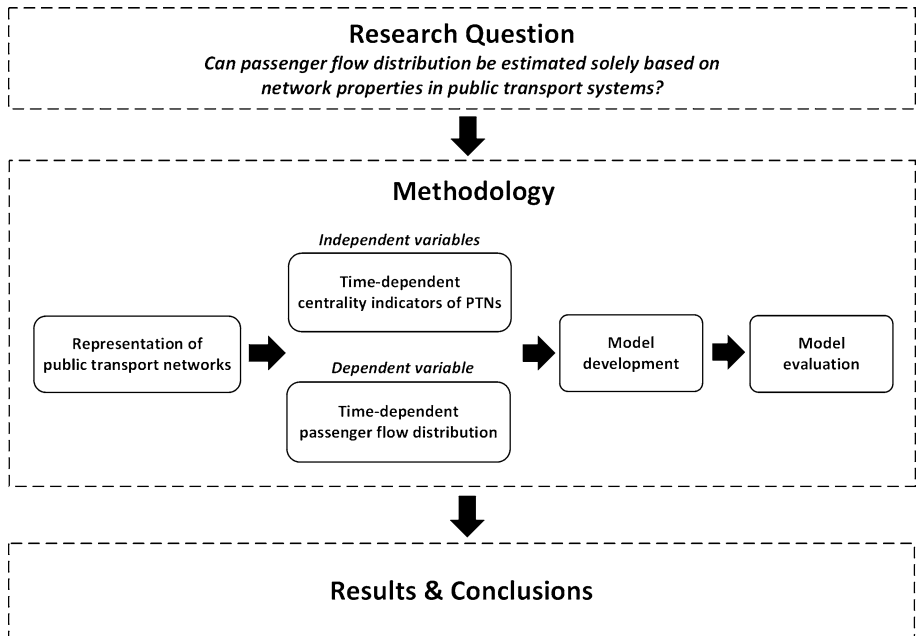 Research Question
Can passenger flow distribution be estimated solely based on
network properties in public transport systems?
Methodology
Representation of
public transport networks
Independent variables
Time-dependent
centrality indicators of PTNs
Dependent variable
Time-dependent
passenger flow distribution
Model
development
Model
evaluation
Results & Conclusions